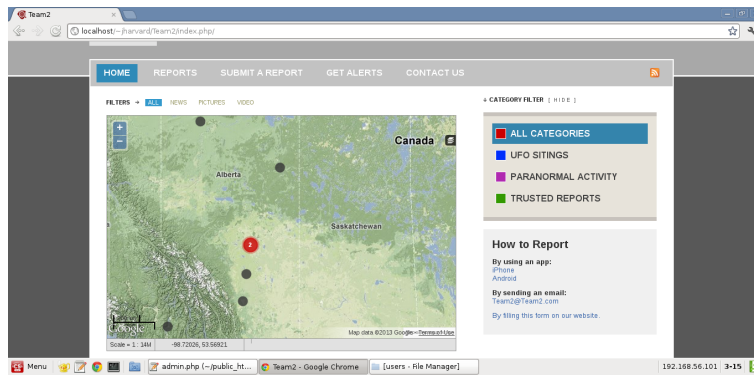 Team2
localhost/~jharvard/Team2/index.php/
HOME REPORTS SUBMIT A REPORT GET ALERTS CONTACT US
FILTERS → ALL NEWS PICTURES VIDEO
↓ CATEGORY FILTER [ HIDE ]
+
−
Canada
Alberta
Saskatchewan
2
Google
Map data ©2013 Google - Terms of Use
Scale = 1 : 14M -98.72026, 53.56921
ALL CATEGORIES
UFO SITINGS
PARANORMAL ACTIVITY
TRUSTED REPORTS
How to Report
By using an app:
iPhone
Android
By sending an email:
Team2@Team2.com
By filling this form on our website.
Menu admin.php (~/public_ht... Team2 - Google Chrome [users - File Manager] 192.168.56.101 3-15